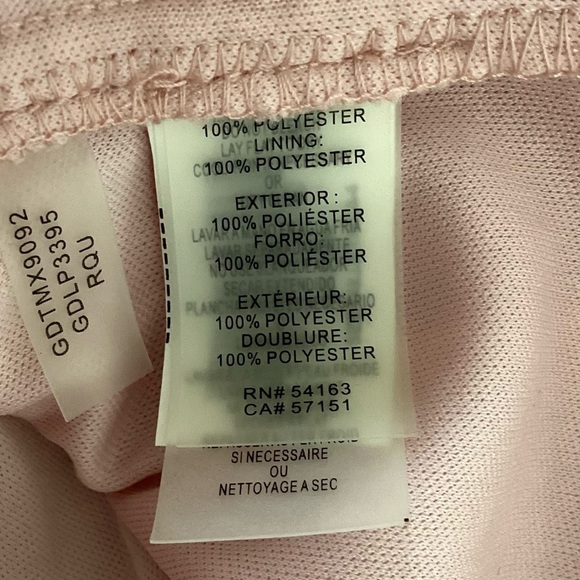 100% POLYESTER
LINING:
100% POLYESTER
EXTERIOR :
100% POLIÉSTER
FORRO:
100% POLIÉSTER
EXTÉRIEUR:
100% POLYESTER
DOUBLURE:
100% POLYESTER
RN# 54163
CA# 57151
SI NECESSAIRE
OU
NETTOYAGE A SEC
GDTMX9092
GDLP3395
RQU